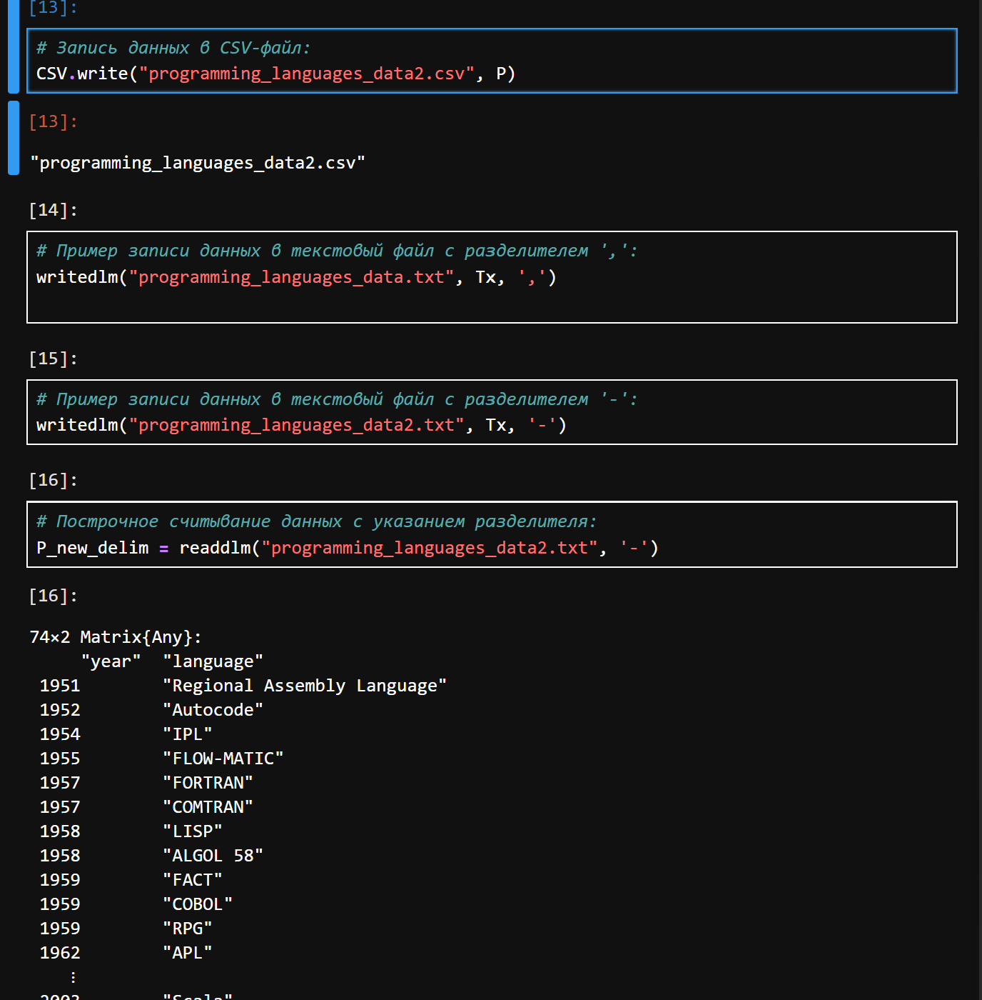 [13]:
# Запись данных в CSV-файл:
CSV.write("programming_languages_data2.csv", P)
[13]:
"programming_languages_data2.csv"
[14]:
# Пример записи данных в текстовый файл с разделителем ',':
writedlm("programming_languages_data.txt", Tx, ',')
[15]:
# Пример записи данных в текстовый файл с разделителем '-':
writedlm("programming_languages_data2.txt", Tx, '-')
[16]:
# Построчное считывание данных с указанием разделителя:
P_new_delim = readdlm("programming_languages_data2.txt", '-')
[16]:
74×2 Matrix{Any}:
"year" "language"
1951 "Regional Assembly Language"
1952 "Autocode"
1954 "IPL"
1955 "FLOW-MATIC"
1957 "FORTRAN"
1957 "COMTRAN"
1958 "LISP"
1958 "ALGOL 58"
1959 "FACT"
1959 "COBOL"
1959 "RPG"
1962 "APL"
⋮
2003 "Scala"